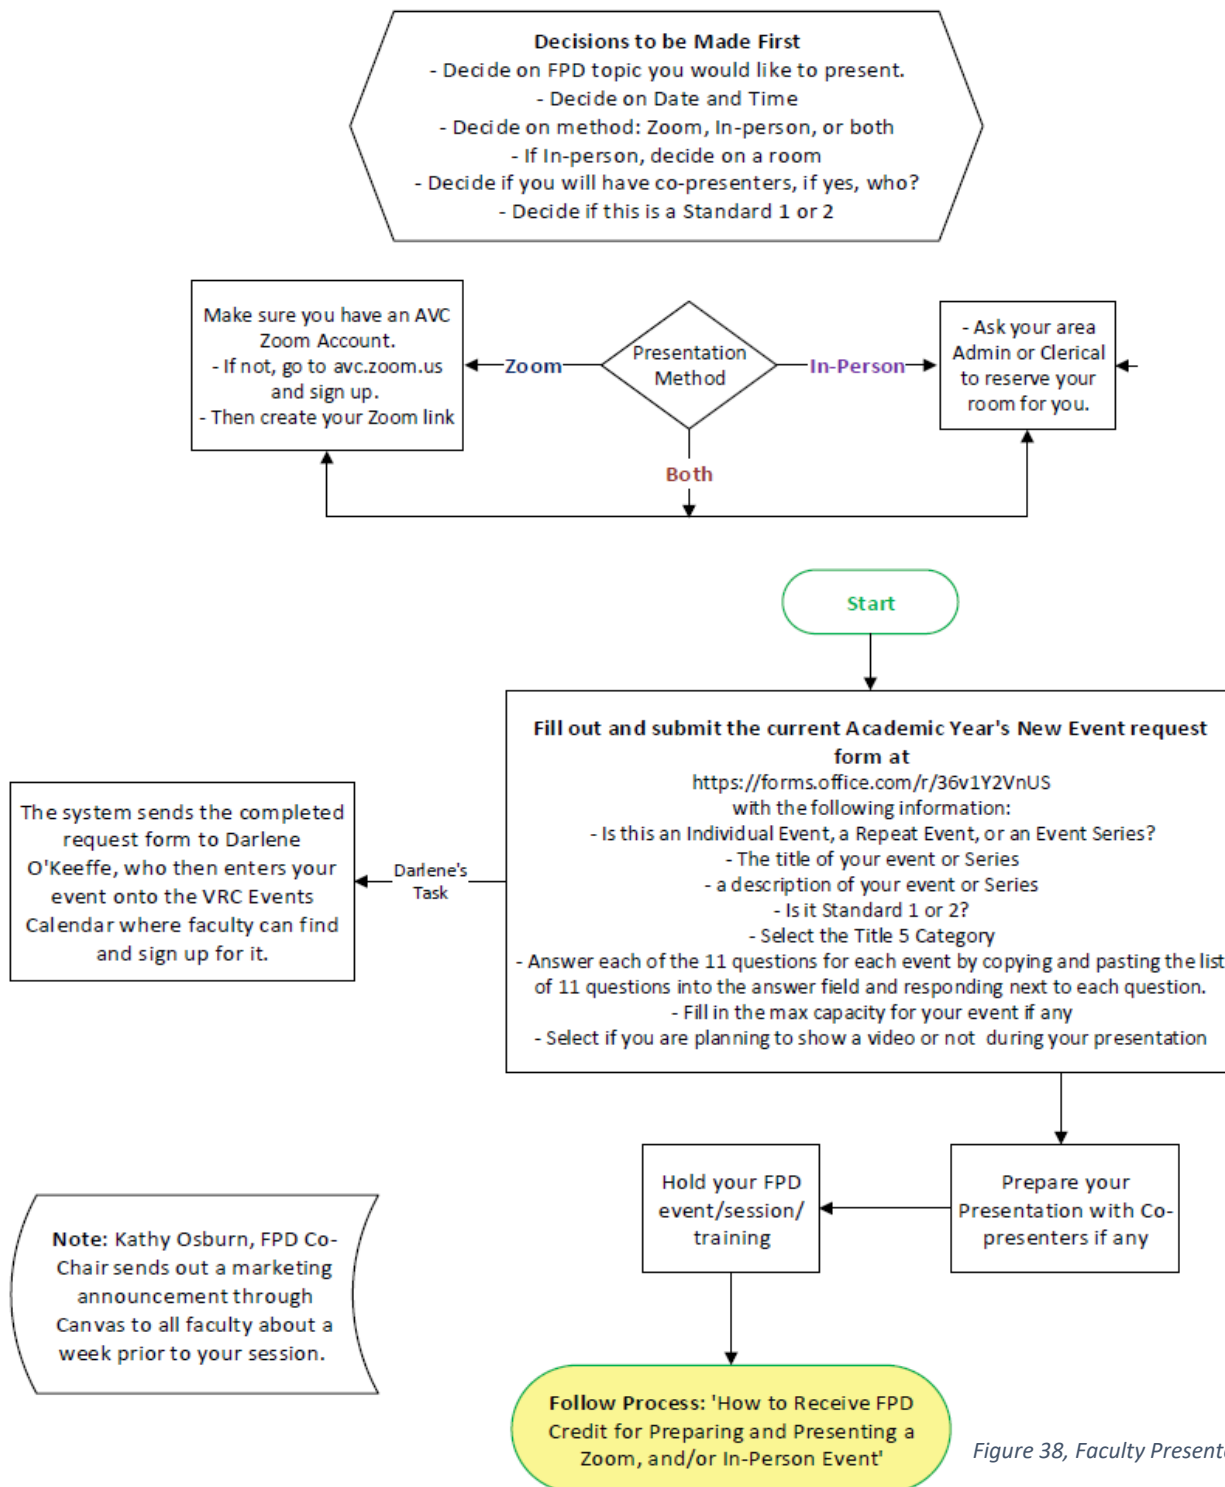 Decisions to be Made First
- Decide on FPD topic you would like to present.
- Decide on Date and Time
- Decide on method: Zoom, In-person, or both
- If In-person, decide on a room
- Decide if you will have co-presenters, if yes, who?
- Decide if this is a Standard 1 or 2
Make sure you have an AVC
Zoom Account.
- If not, go to avc.zoom.us
and sign up.
- Then create your Zoom link
Zoom
Presentation
Method
In-Person
- Ask your area
Admin or Clerical
to reserve your
room for you.
Both
Start
Fill out and submit the current Academic Year's New Event request
form at
https://forms.office.com/r/36v1Y2VnUS
with the following information:
- Is this an Individual Event, a Repeat Event, or an Event Series?
- The title of your event or Series
- a description of your event or Series
- Is it Standard 1 or 2?
- Select the Title 5 Category
- Answer each of the 11 questions for each event by copying and pasting the list
of 11 questions into the answer field and responding next to each question.
- Fill in the max capacity for your event if any
- Select if you are planning to show a video or not during your presentation
Darlene's
Task
The system sends the completed
request form to Darlene
O'Keeffe, who then enters your
event onto the VRC Events
Calendar where faculty can find
and sign up for it.
Hold your FPD
event/session/
training
Prepare your
Presentation with Co-
presenters if any
Note: Kathy Osburn, FPD Co-
Chair sends out a marketing
announcement through
Canvas to all faculty about a
week prior to your session.
Follow Process: 'How to Receive FPD
Credit for Preparing and Presenting a
Zoom, and/or In-Person Event'
Figure 38, Faculty Presente